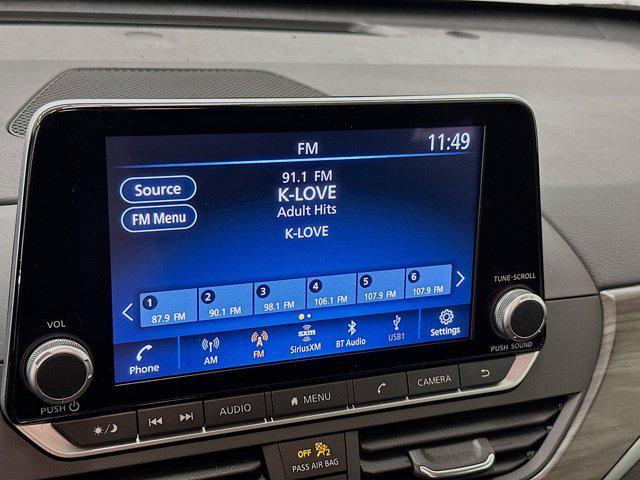 FM
11:49
Source
FM Menu
91.1 FM
K-LOVE
Adult Hits
K-LOVE
1 87.9 FM
2 90.1 FM
3 98.1 FM
4 106.1 FM
5 107.9 FM
6 107.9 FM
Phone
AM
FM
sxm
SiriusXM
BT Audio
USB1
Settings
VOL
PUSH
TUNE-SCROLL
PUSH SOUND
AUDIO
MENU
CAMERA
OFF 2
PASS AIR BAG